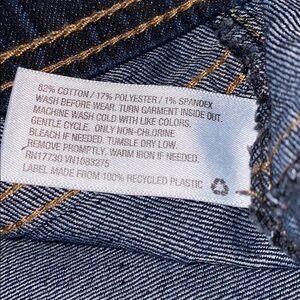 82% COTTON / 17% POLYESTER / 1% SPANDEX
WASH BEFORE WEAR. TURN GARMENT INSIDE OUT.
MACHINE WASH COLD WITH LIKE COLORS.
GENTLE CYCLE. ONLY NON-CHLORINE
BLEACH IF NEEDED. TUMBLE DRY LOW.
REMOVE PROMPTLY. WARM IRON IF NEEDED.
RN17730 VN1083275
LABEL MADE FROM 100% RECYCLED PLASTIC